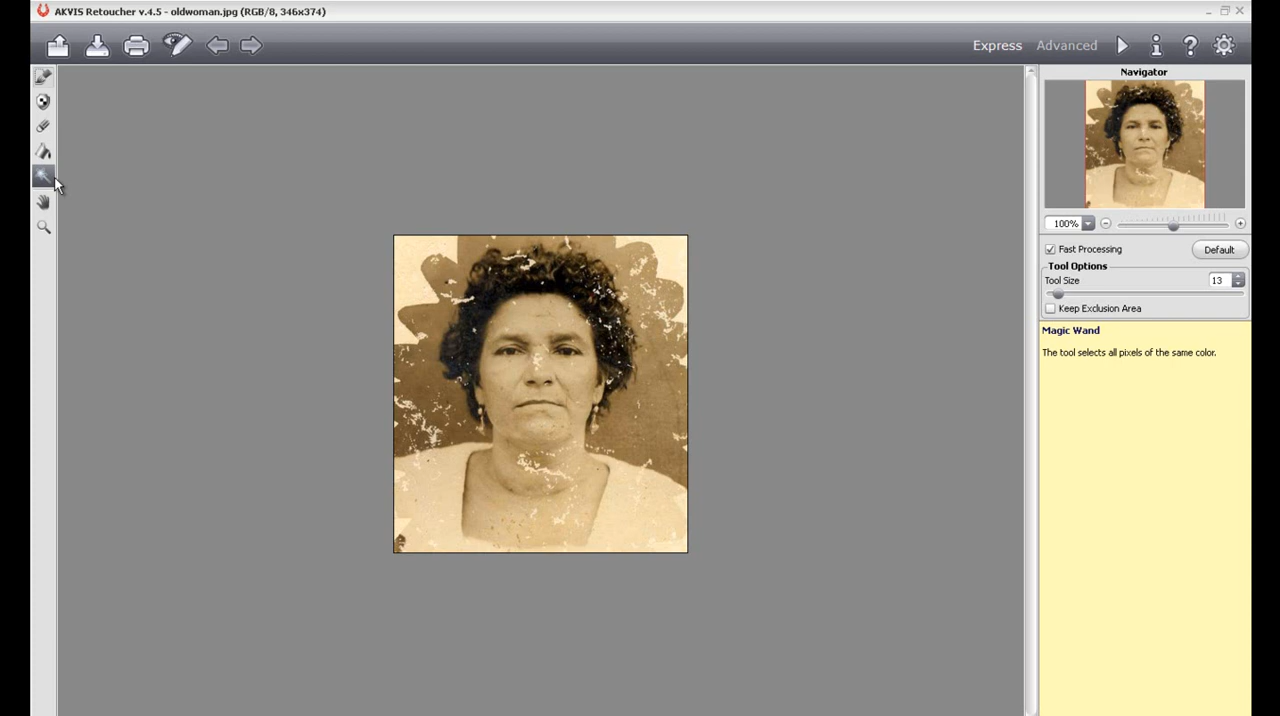 AKVIS Retoucher v.4.5 - oldwoman.jpg (RGB/8, 346x374)
Express Advanced
Navigator
100%
Fast Processing Default
Tool Options
Tool Size 13
Keep Exclusion Area
Magic Wand
The tool selects all pixels of the same color.